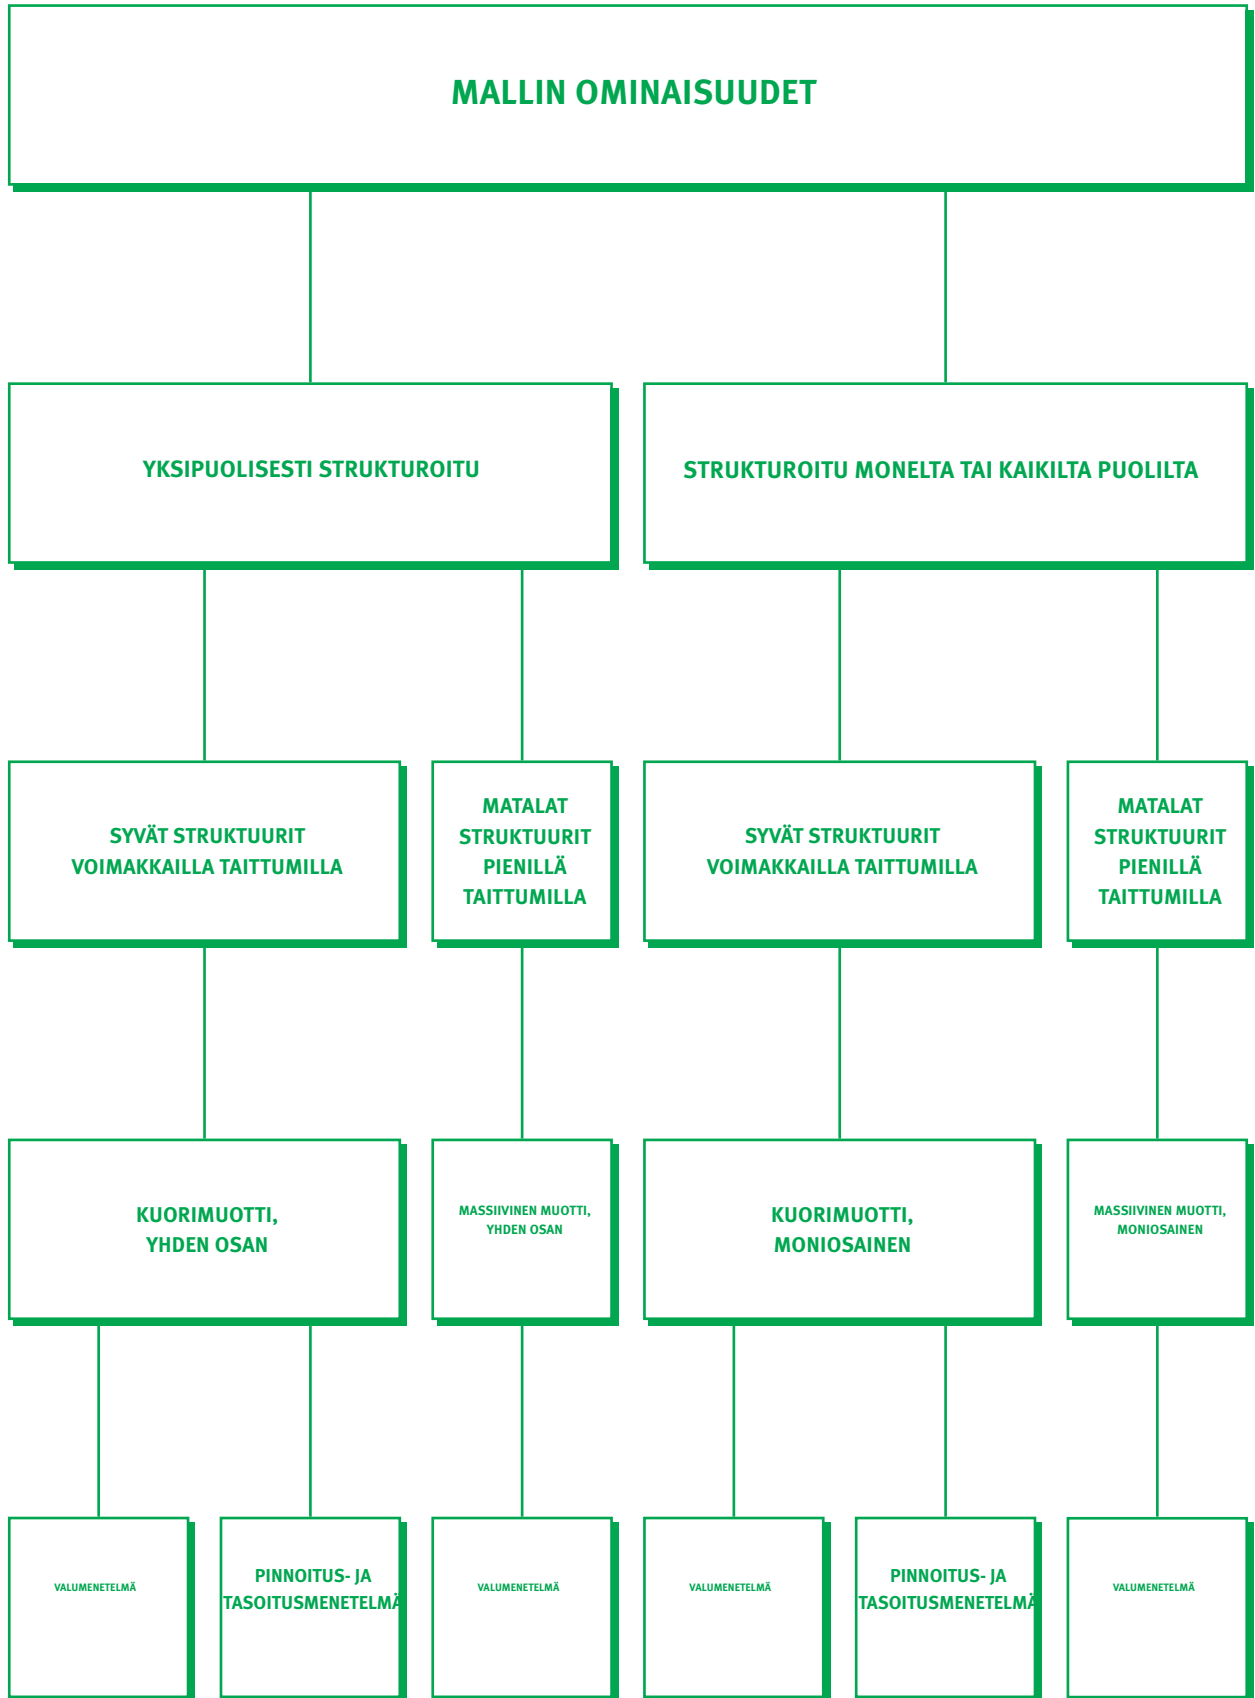 MALLIN OMINAISUUDET
YKSIPUOLISESTI STRUKTUROITU
STRUKTUROITU MONELTA TAI KAIKILTA PUOLILTA
SYVÄT STRUKTUURIT
VOIMAKKAILLA TAITTUMILLA
MATALAT
STRUKTUURIT
PIENILLÄ
TAITTUMILLA
SYVÄT STRUKTUURIT
VOIMAKKAILLA TAITTUMILLA
MATALAT
STRUKTUURIT
PIENILLÄ
TAITTUMILLA
KUORIMUOTTI,
YHDEN OSAN
MASSIIVINEN MUOTTI,
YHDEN OSAN
KUORIMUOTTI,
MONIOSAINEN
MASSIIVINEN MUOTTI,
MONIOSAINEN
VALUMENETELMÄ
PINNOITUS- JA
TASOITUSMENETELMÄ
VALUMENETELMÄ
VALUMENETELMÄ
PINNOITUS- JA
TASOITUSMENETELMÄ
VALUMENETELMÄ